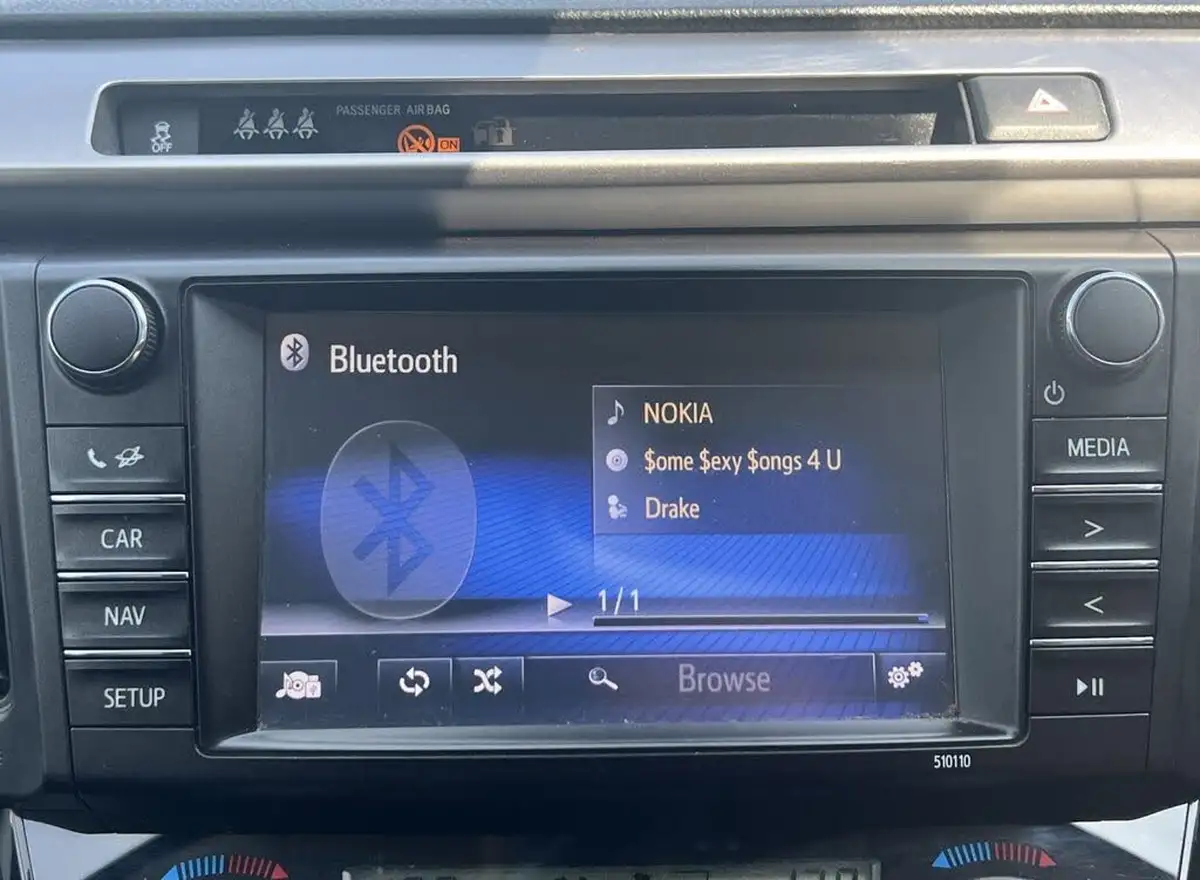 PASSENGER AIR BAG
OFF
ON
Bluetooth
NOKIA
$ome $exy $ongs 4 U
Drake
1/1
Browse
CAR
NAV
SETUP
MEDIA
>
<
510110